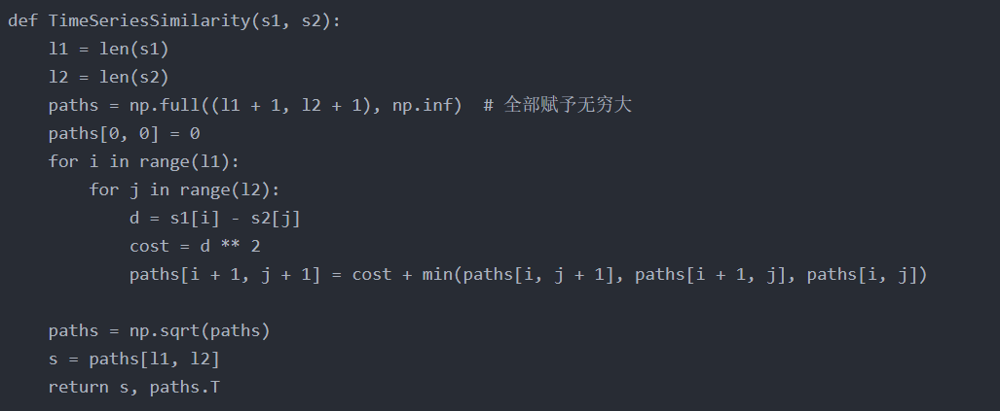 def TimeSeriesSimilarity(s1, s2):
    l1 = len(s1)
    l2 = len(s2)
    paths = np.full((l1 + 1, l2 + 1), np.inf)  # 全部赋予无穷大
    paths[0, 0] = 0
    for i in range(l1):
        for j in range(l2):
            d = s1[i] - s2[j]
            cost = d ** 2
            paths[i + 1, j + 1] = cost + min(paths[i, j + 1], paths[i + 1, j], paths[i, j])
    paths = np.sqrt(paths)
    s = paths[l1, l2]
    return s, paths.T